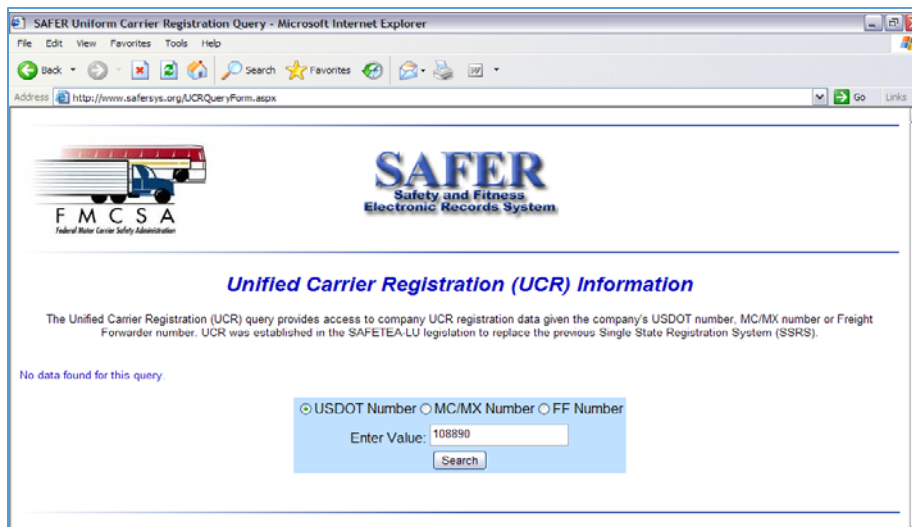 SAFER Uniform Carrier Registration Query - Microsoft Internet Explorer
File Edit View Favorites Tools Help
Back Search Favorites
Address http://www.safersys.org/UCRQueryForm.aspx Go Links
FMCSA
Federal Motor Carrier Safety Administration
SAFER
Safety and Fitness
Electronic Records System
Unified Carrier Registration (UCR) Information
The Unified Carrier Registration (UCR) query provides access to company UCR registration data given the company's USDOT number, MC/MX number or Freight
Forwarder number. UCR was established in the SAFETEA-LU legislation to replace the previous Single State Registration System (SSRS).
No data found for this query.
USDOT Number MC/MX Number FF Number
Enter Value: 108890
Search